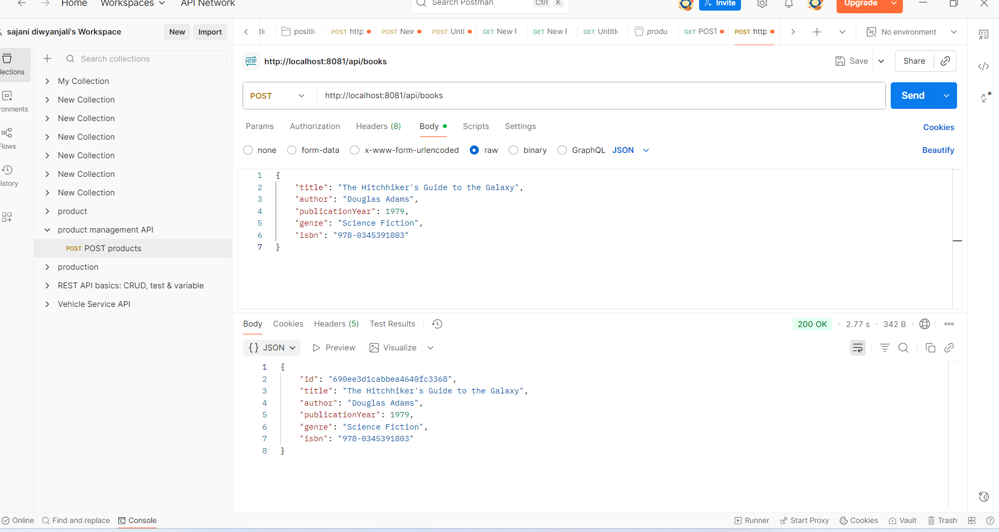 Home Workspaces API Network Search Postman Ctrl K Invite Upgrade
sajani diwyanjali's Workspace New Import
positiv POST http POST New POST Unti GET New F GET New F GET Untitl produ GET POST POST http No environment
Search collections
lections
ronments
Flows
istory
My Collection
New Collection
New Collection
New Collection
New Collection
New Collection
New Collection
product
product management API
POST POST products
production
REST API basics: CRUD, test & variable
Vehicle Service API
HTTP http://localhost:8081/api/books Save Share
POST http://localhost:8081/api/books Send
Params Authorization Headers (8) Body Scripts Settings Cookies
none form-data x-www-form-urlencoded raw binary GraphQL JSON Beautify
1 {
2 "title": "The Hitchhiker's Guide to the Galaxy",
3 "author": "Douglas Adams",
4 "publicationYear": 1979,
5 "genre": "Science Fiction",
6 "isbn": "978-0345391803"
7 }
Body Cookies Headers (5) Test Results 200 OK 2.77 s 342 B
{} JSON Preview Visualize
1 {
2 "id": "690ee3d1cabbea4640fc3368",
3 "title": "The Hitchhiker's Guide to the Galaxy",
4 "author": "Douglas Adams",
5 "publicationYear": 1979,
6 "genre": "Science Fiction",
7 "isbn": "978-0345391803"
8 }
Online Find and replace Console Runner Start Proxy Cookies Vault Trash